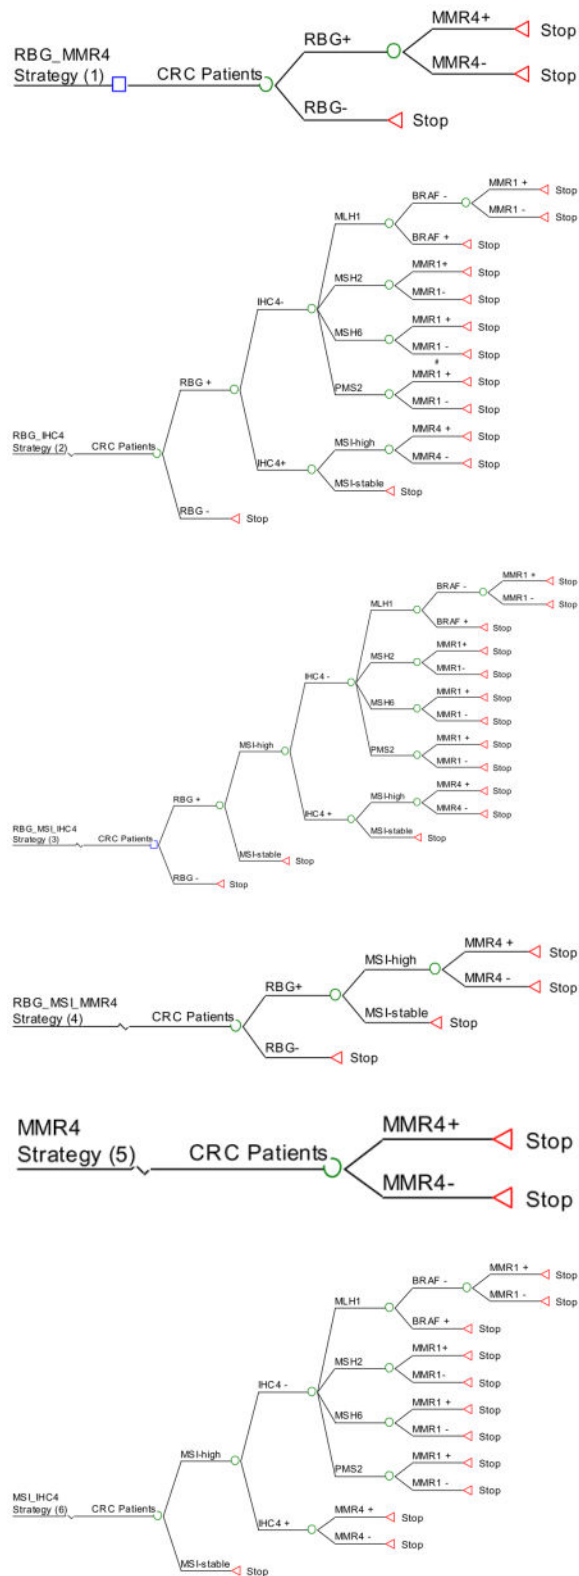 MMR4+ Stop
RBG+
RBG_MMR4
Strategy (1) CRC Patients
MMR4- Stop
RBG- Stop
MMR1 + Stop
BRAF -
MMR1 - Stop
MLH1
BRAF + Stop
MMR1+ Stop
MSH2
MMR1- Stop
IHC4-
MMR1 + Stop
MSH6
MMR1 - Stop
#
MMR1 + Stop
RBG +
PMS2
MMR1 - Stop
MMR4 + Stop
RBG_IHC4
Strategy (2) CRC Patients
MSI-high
MMR4 - Stop
IHC4+
MSI-stable Stop
RBG - Stop
MMR1 + Stop
BRAF -
MMR1 - Stop
MLH1
BRAF + Stop
MMR1+ Stop
MSH2
MMR1- Stop
IHC4 -
MMR1 + Stop
MSH6
MMR1 - Stop
MMR1 + Stop
MSI-high
PMS2
MMR1 - Stop
MMR4 + Stop
RBG +
MSI-high
MMR4 - Stop
IHC4 +
RBG_MSI_IHC4
Strategy (3) CRC Patients
MSI-stable Stop
MSI-stable Stop
RBG - Stop
MMR4 + Stop
MSI-high
MMR4 - Stop
RBG+
RBG_MSI_MMR4
Strategy (4) CRC Patients
MSI-stable Stop
RBG- Stop
MMR4
Strategy (5) CRC Patients
MMR4+ Stop
MMR4- Stop
MMR1 + Stop
BRAF -
MMR1 - Stop
MLH1
BRAF + Stop
MMR1+ Stop
MSH2
MMR1- Stop
IHC4 -
MMR1 + Stop
MSH6
MMR1 - Stop
MSI-high
MMR1 + Stop
PMS2
MMR1 - Stop
MSI_IHC4
Strategy (6) CRC Patients
MMR4 + Stop
IHC4 +
MMR4 - Stop
MSI-stable Stop